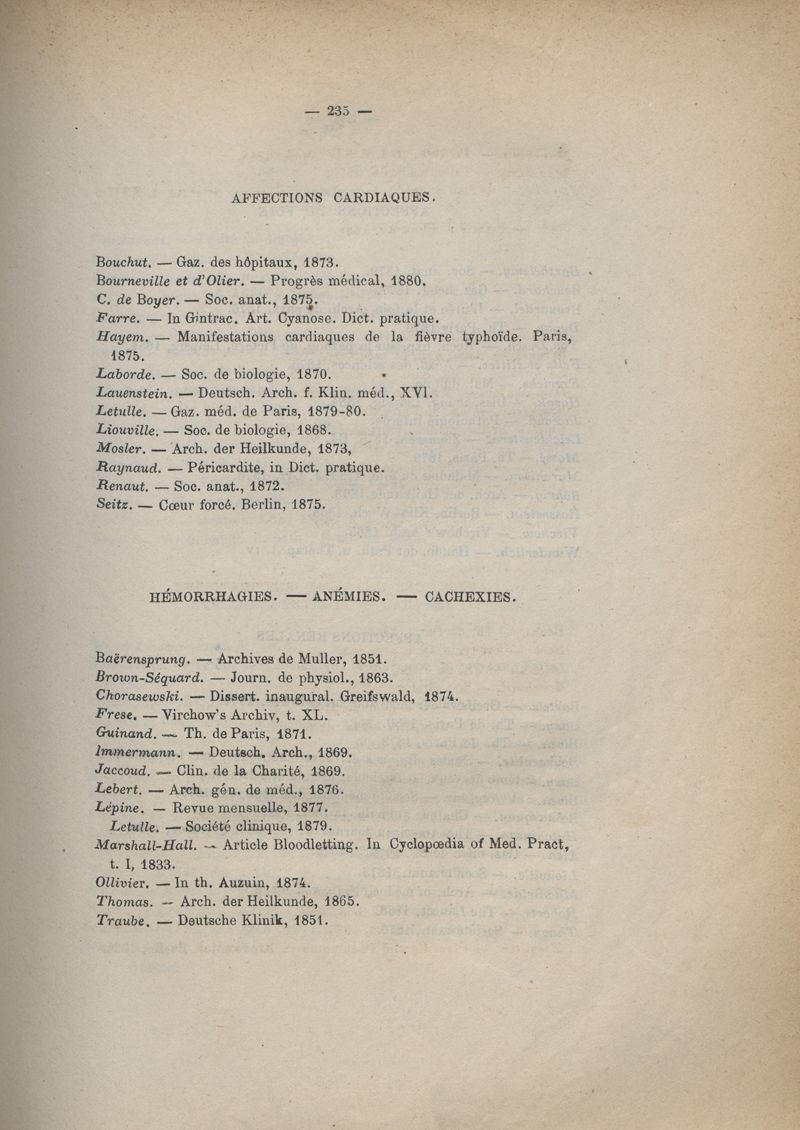 — 235 —
AFFECTIONS CARDIAQUES.
Bouchut. — Gaz. des hôpitaux, 1873.
Bourneville et d'Olier. — Progrès médical, 1880.
C. de Boyer. — Soc. anat., 1875.
Farre. — In Gintrac. Art. Cyanose. Dict. pratique.
Hayem. — Manifestations cardiaques de la fièvre typhoïde. Paris,
1875.
Laborde. — Soc. de biologie, 1870.
Lauenstein. — Deutsch. Arch. f. Klin. méd., XVI.
Letulle. — Gaz. méd. de Paris, 1879-80.
Liouville. — Soc. de biologie, 1868.
Mosler. — Arch. der Heilkunde, 1873,
Raynaud. — Péricardite, in Dict. pratique.
Renaut. — Soc. anat., 1872.
Seitz. — Cœur forcé. Berlin, 1875.
HÉMORRHAGIES. — ANÉMIES. — CACHEXIES.
Baërensprung. — Archives de Muller, 1851.
Brown-Séquard. — Journ. de physiol., 1863.
Chorasewski. — Dissert. inaugural. Greifswald, 1874.
Frese. — Virchow's Archiv, t. XL.
Guinand. — Th. de Paris, 1871.
Immermann. — Deutsch. Arch., 1869.
Jaccoud. — Clin. de la Charité, 1869.
Lebert. — Arch. gén. de méd., 1876.
Lépine. — Revue mensuelle, 1877.
Letulle. — Société clinique, 1879.
Marshall-Hall. — Article Bloodletting. In Cyclopœdia of Med. Pract,
t. I, 1833.
Ollivier. — In th. Auzuin, 1874.
Thomas. — Arch. der Heilkunde, 1865.
Traube. — Deutsche Klinik, 1851.